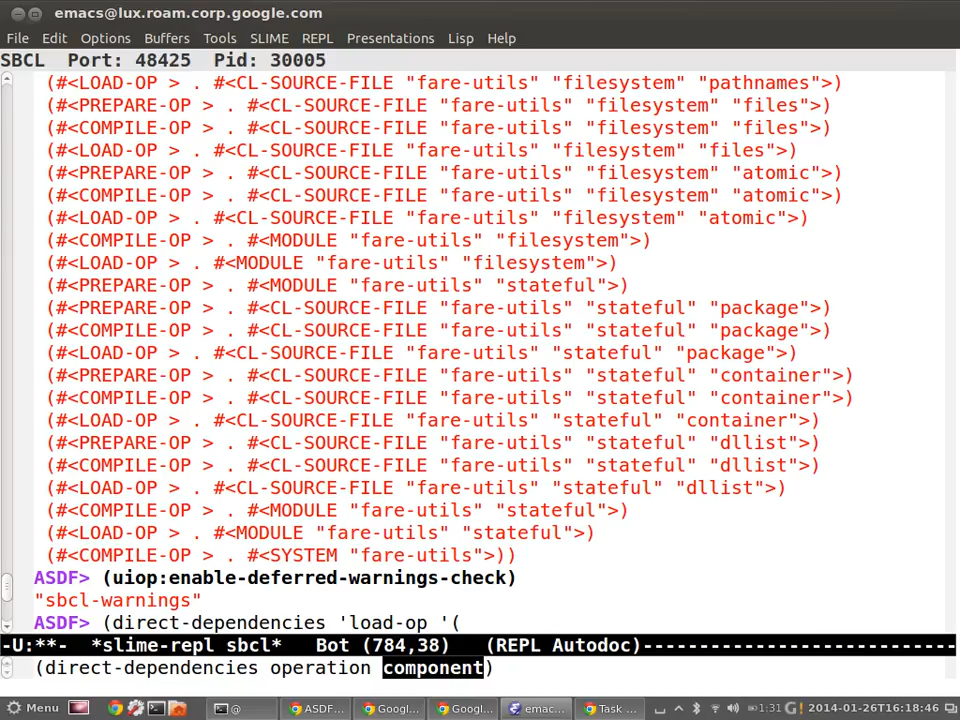 emacs@lux.roam.corp.google.com
File Edit Options Buffers Tools SLIME REPL Presentations Lisp Help
SBCL  Port: 48425  Pid: 30005
(#<LOAD-OP > . #<CL-SOURCE-FILE "fare-utils" "filesystem" "pathnames">)
(#<PREPARE-OP > . #<CL-SOURCE-FILE "fare-utils" "filesystem" "files">)
(#<COMPILE-OP > . #<CL-SOURCE-FILE "fare-utils" "filesystem" "files">)
(#<LOAD-OP > . #<CL-SOURCE-FILE "fare-utils" "filesystem" "files">)
(#<PREPARE-OP > . #<CL-SOURCE-FILE "fare-utils" "filesystem" "atomic">)
(#<COMPILE-OP > . #<CL-SOURCE-FILE "fare-utils" "filesystem" "atomic">)
(#<LOAD-OP > . #<CL-SOURCE-FILE "fare-utils" "filesystem" "atomic">)
(#<COMPILE-OP > . #<MODULE "fare-utils" "filesystem">)
(#<LOAD-OP > . #<MODULE "fare-utils" "filesystem">)
(#<PREPARE-OP > . #<MODULE "fare-utils" "stateful">)
(#<PREPARE-OP > . #<CL-SOURCE-FILE "fare-utils" "stateful" "package">)
(#<COMPILE-OP > . #<CL-SOURCE-FILE "fare-utils" "stateful" "package">)
(#<LOAD-OP > . #<CL-SOURCE-FILE "fare-utils" "stateful" "package">)
(#<PREPARE-OP > . #<CL-SOURCE-FILE "fare-utils" "stateful" "container">)
(#<COMPILE-OP > . #<CL-SOURCE-FILE "fare-utils" "stateful" "container">)
(#<LOAD-OP > . #<CL-SOURCE-FILE "fare-utils" "stateful" "container">)
(#<PREPARE-OP > . #<CL-SOURCE-FILE "fare-utils" "stateful" "dllist">)
(#<COMPILE-OP > . #<CL-SOURCE-FILE "fare-utils" "stateful" "dllist">)
(#<LOAD-OP > . #<CL-SOURCE-FILE "fare-utils" "stateful" "dllist">)
(#<COMPILE-OP > . #<MODULE "fare-utils" "stateful">)
(#<LOAD-OP > . #<MODULE "fare-utils" "stateful">)
(#<COMPILE-OP > . #<SYSTEM "fare-utils">))
ASDF> (uiop:enable-deferred-warnings-check)
"sbcl-warnings"
ASDF> (direct-dependencies 'load-op '(
-U:**-  *slime-repl sbcl*   Bot (784,38)   (REPL Autodoc)----------------------------
(direct-dependencies operation component)
Menu @ ASDF... Googl... Googl... emac... Task ... 1:31 2014-01-26T16:18:46